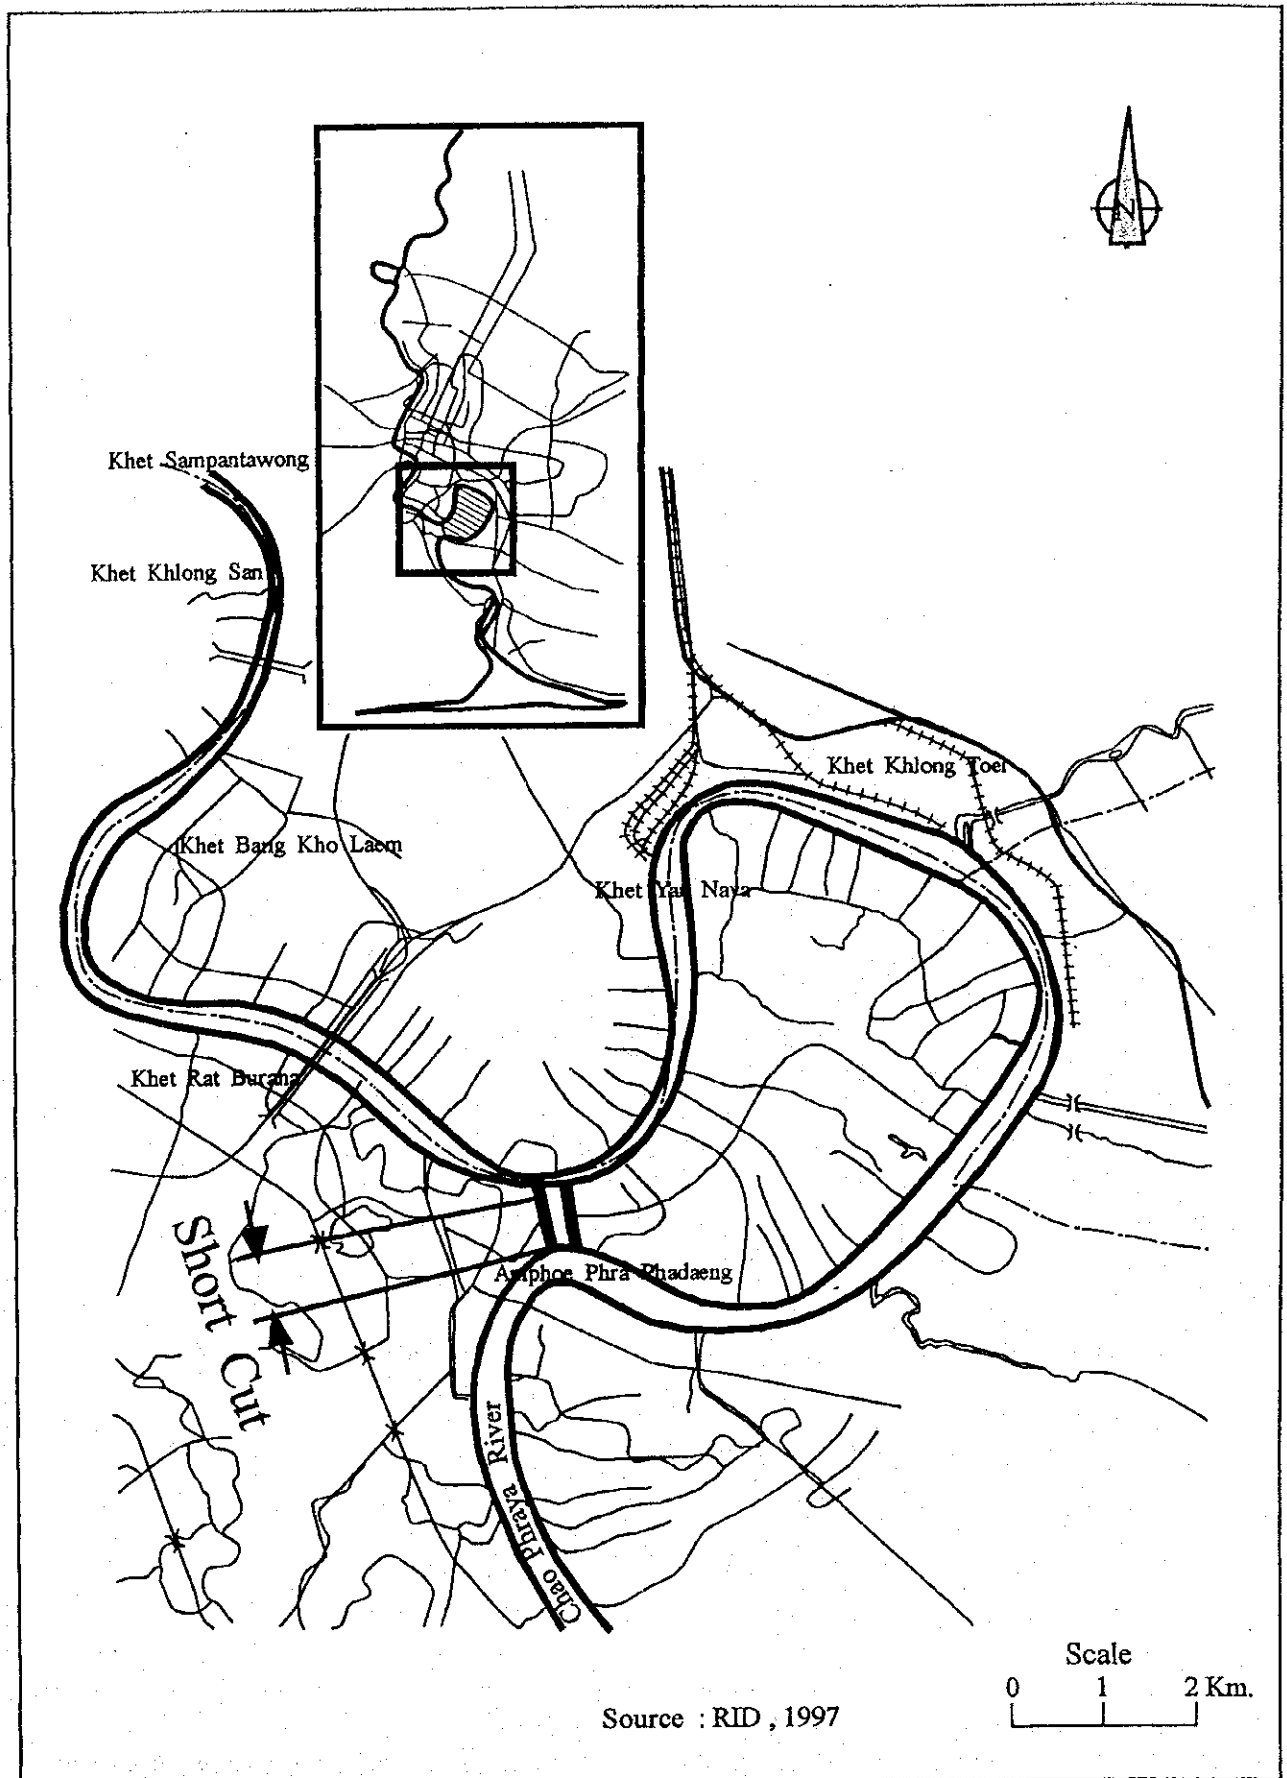 N
Khet Sampantawong
Khet Khlong San
Khet Khlong Toei
Khet Bang Kho Laem
Khet Yan Nava
Khet Rat Burana
Short Cut
Amphoe Phra Phadaeng
Chao Phraya River
Scale
0 1 2 Km.
Source : RID , 1997